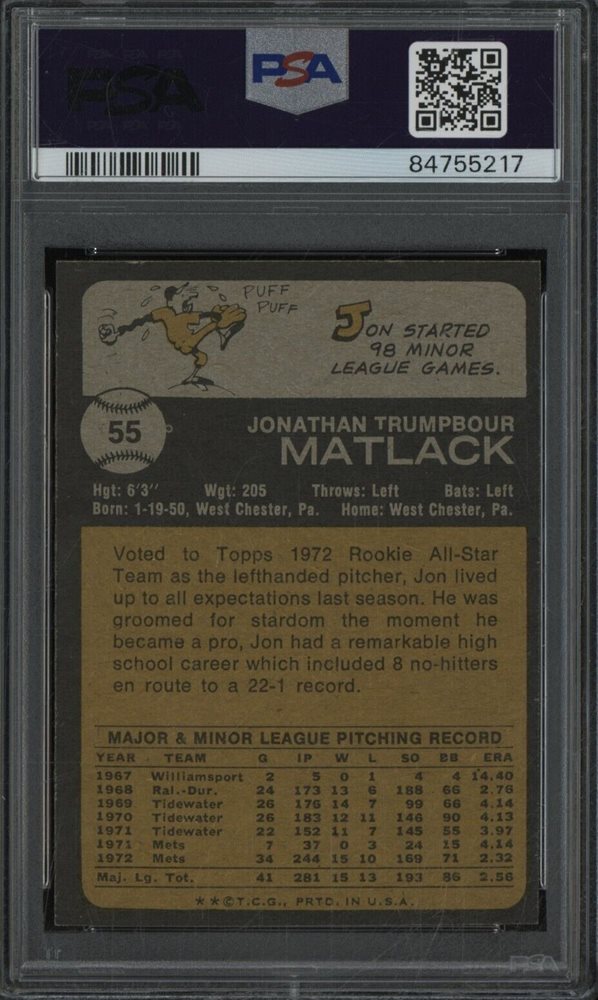 PSA
PSA
84755217
PUFF
PUFF
JON STARTED
98 MINOR
LEAGUE GAMES.
55
JONATHAN TRUMPBOUR
MATLACK
Hgt: 6'3" Wgt: 205 Throws: Left Bats: Left
Born: 1-19-50, West Chester, Pa. Home: West Chester, Pa.
Voted to Topps 1972 Rookie All-Star
Team as the lefthanded pitcher, Jon lived
up to all expectations last season. He was
groomed for stardom the moment he
became a pro, Jon had a remarkable high
school career which included 8 no-hitters
en route to a 22-1 record.
MAJOR & MINOR LEAGUE PITCHING RECORD
YEAR TEAM G IP W L SO BB ERA
1967 Williamsport 2 5 0 1 4 4 14.40
1968 Ral.-Dur. 24 173 13 6 188 66 2.76
1969 Tidewater 26 176 14 7 99 66 4.14
1970 Tidewater 26 183 12 11 146 90 4.13
1971 Tidewater 22 152 11 7 145 55 3.97
1971 Mets 7 37 0 3 24 15 4.14
1972 Mets 34 244 15 10 169 71 2.32
Maj. Lg. Tot. 41 281 15 13 193 86 2.56
**©T.C.G., PRTD. IN U.S.A.
PSA